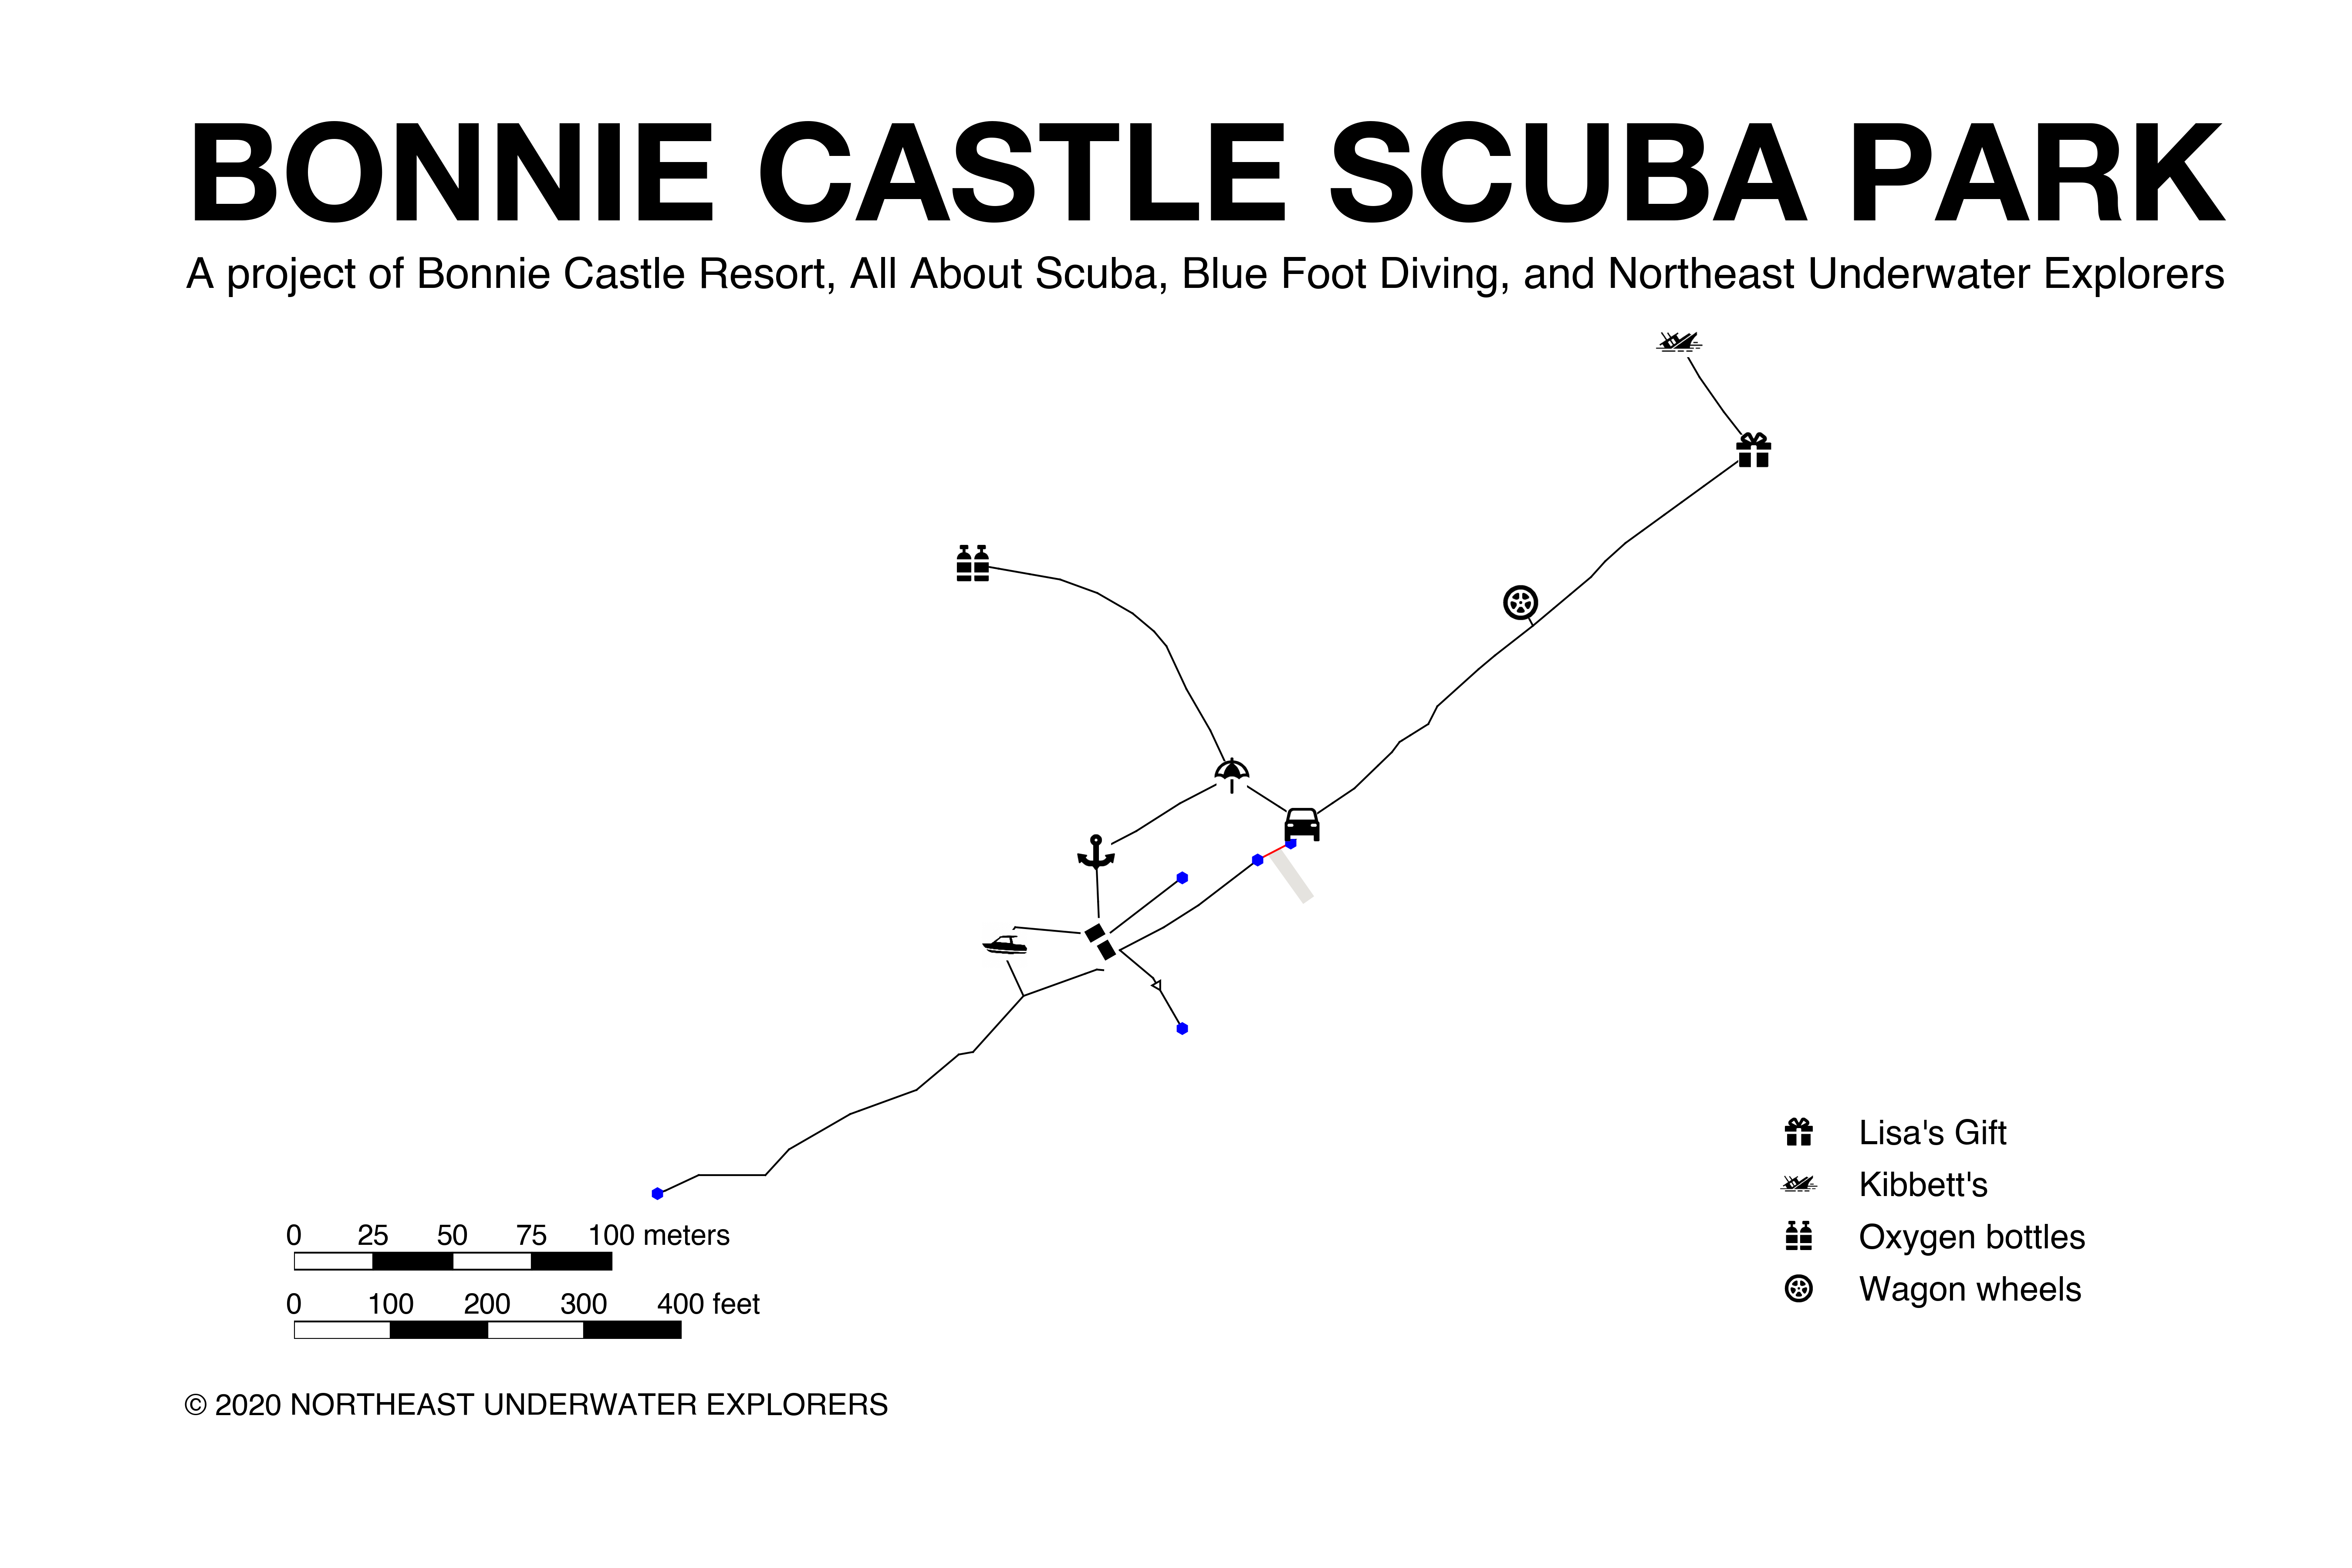 BONNIE CASTLE SCUBA PARK
A project of Bonnie Castle Resort, All About Scuba, Blue Foot Diving, and Northeast Underwater Explorers
Lisa's Gift
Kibbett's
Oxygen bottles
Wagon wheels
0 25 50 75 100 meters
0 100 200 300 400 feet
© 2020 NORTHEAST UNDERWATER EXPLORERS